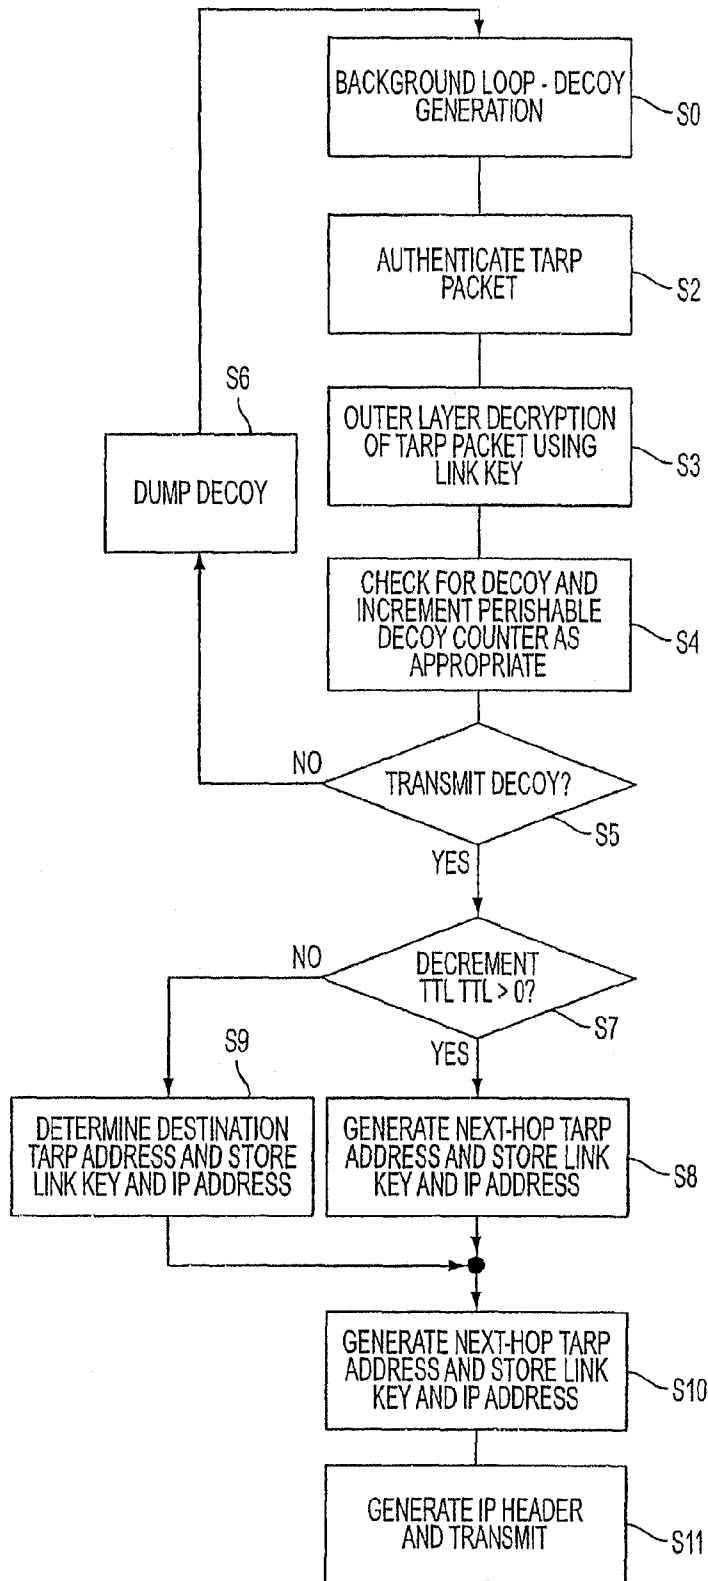 BACKGROUND LOOP - DECOY
GENERATION
S0
AUTHENTICATE TARP
PACKET
S2
OUTER LAYER DECRYPTION
OF TARP PACKET USING
LINK KEY
S3
S6
DUMP DECOY
CHECK FOR DECOY AND
INCREMENT PERISHABLE
DECOY COUNTER AS
APPROPRIATE
S4
NO
TRANSMIT DECOY?
S5
YES
NO
DECREMENT
TTL TTL > 0?
S7
YES
S9
DETERMINE DESTINATION
TARP ADDRESS AND STORE
LINK KEY AND IP ADDRESS
GENERATE NEXT-HOP TARP
ADDRESS AND STORE LINK
KEY AND IP ADDRESS
S8
GENERATE NEXT-HOP TARP
ADDRESS AND STORE LINK
KEY AND IP ADDRESS
S10
GENERATE IP HEADER
AND TRANSMIT
S11